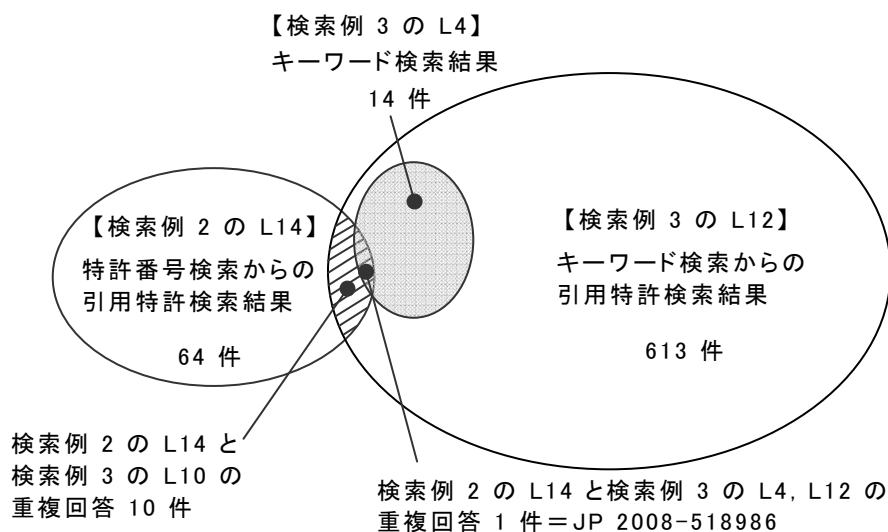 【検索例 3 の L4】
キーワード検索結果
14 件
【検索例 2 の L14】
特許番号検索からの
引用特許検索結果
64 件
【検索例 3 の L12】
キーワード検索からの
引用特許検索結果
613 件
検索例 2 の L14 と
検索例 3 の L10 の
重複回答 10 件
検索例 2 の L14 と検索例 3 の L4, L12 の
重複回答 1 件＝JP 2008-518986